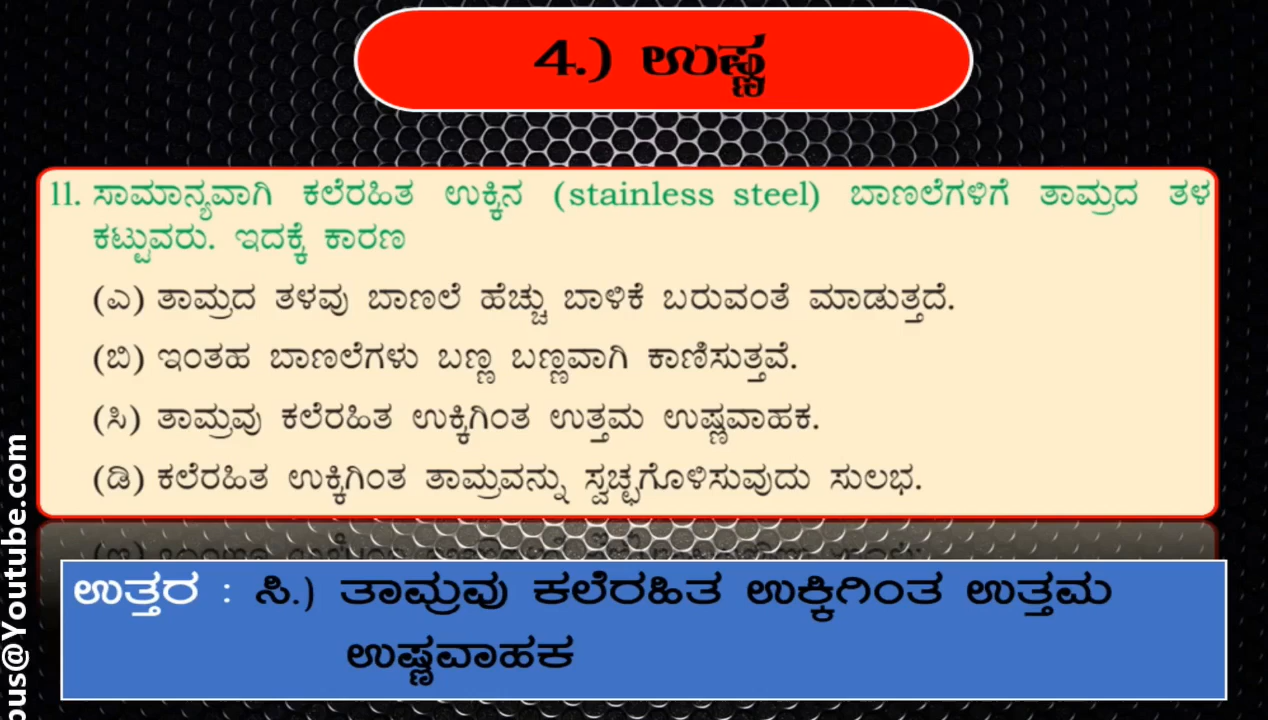 4.) ಉಷ್ಣ
11. ಸಾಮಾನ್ಯವಾಗಿ ಕಲೆರಹಿತ ಉಕ್ಕಿನ (stainless steel) ಬಾಣಲೆಗಳಿಗೆ ತಾಮ್ರದ ತಳ
ಕಟ್ಟುವರು. ಇದಕ್ಕೆ ಕಾರಣ
(ಎ) ತಾಮ್ರದ ತಳವು ಬಾಣಲೆ ಹೆಚ್ಚು ಬಾಳಿಕೆ ಬರುವಂತೆ ಮಾಡುತ್ತದೆ.
(ಬಿ) ಇಂತಹ ಬಾಣಲೆಗಳು ಬಣ್ಣ ಬಣ್ಣವಾಗಿ ಕಾಣಿಸುತ್ತವೆ.
(ಸಿ) ತಾಮ್ರವು ಕಲೆರಹಿತ ಉಕ್ಕಿಗಿಂತ ಉತ್ತಮ ಉಷ್ಣವಾಹಕ.
(ಡಿ) ಕಲೆರಹಿತ ಉಕ್ಕಿಗಿಂತ ತಾಮ್ರವನ್ನು ಸ್ವಚ್ಛಗೊಳಿಸುವುದು ಸುಲಭ.
ಉತ್ತರ : ಸಿ.) ತಾಮ್ರವು ಕಲೆರಹಿತ ಉಕ್ಕಿಗಿಂತ ಉತ್ತಮ
ಉಷ್ಣವಾಹಕ
@Youtube.com